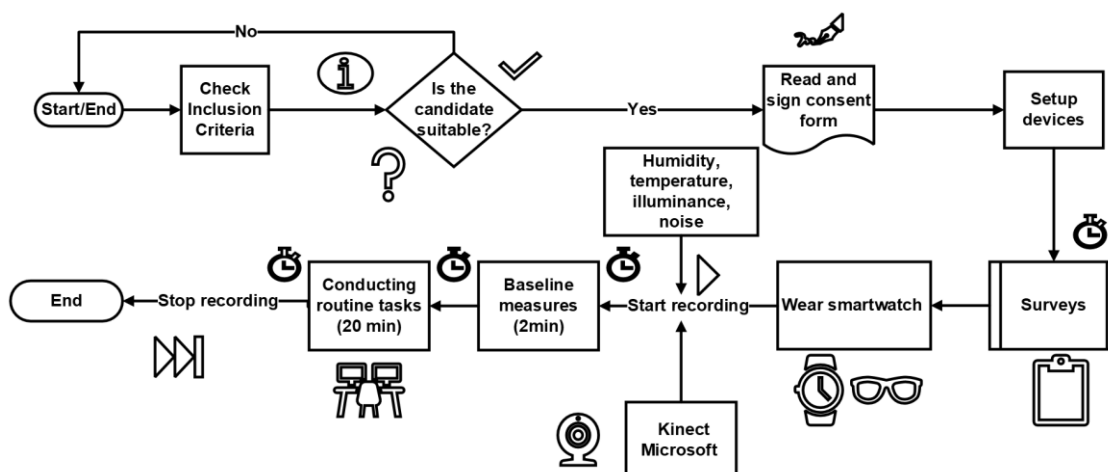 No
Start/End
Check
Inclusion
Criteria
Is the
candidate
suitable?
Yes
Read and
sign consent
form
Setup
devices
Humidity,
temperature,
illuminance,
noise
End
Stop recording
Conducting
routine tasks
(20 min)
Baseline
measures
(2min)
Start recording
Wear smartwatch
Surveys
Kinect
Microsoft